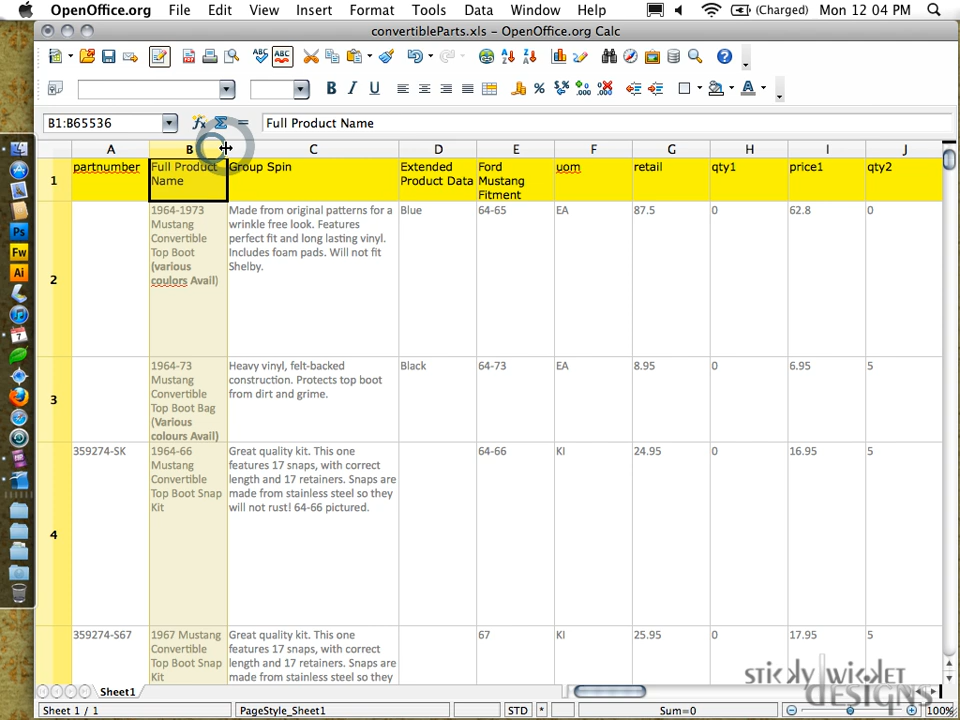 OpenOffice.org File Edit View Insert Format Tools Data Window Help (Charged) Mon 12 04 PM
convertibleParts.xls - OpenOffice.org Calc
B1:B65536 Full Product Name
A B C D E F G H I J
1 partnumber Full Product Name Group Spin Extended Product Data Ford Mustang Fitment uom retail qty1 price1 qty2
2
1964-1973
Mustang
Convertible
Top Boot
(various
coulors Avail)
Made from original patterns for a
wrinkle free look. Features
perfect fit and long lasting vinyl.
Includes foam pads. Will not fit
Shelby.
Blue 64-65 EA 87.5 0 62.8 0
3
1964-73
Mustang
Convertible
Top Boot Bag
(Various
colours Avail)
Heavy vinyl, felt-backed
construction. Protects top boot
from dirt and grime.
Black 64-73 EA 8.95 0 6.95 5
4
359274-SK
1964-66
Mustang
Convertible
Top Boot Snap
Kit
Great quality kit. This one
features 17 snaps, with correct
length and 17 retainers. Snaps are
made from stainless steel so they
will not rust! 64-66 pictured.
64-66 KI 24.95 0 16.95 5
359274-S67
1967 Mustang
Convertible
Top Boot Snap
Kit
Great quality kit. This one
features 17 snaps, with correct
length and 17 retainers. Snaps are
made from stainless steel so they
67 KI 25.95 0 17.95 5
Sheet1
sticky wicket
designs
Sheet 1 / 1 PageStyle_Sheet1 STD * Sum=0 100%
Ps
Fw
Ai
7